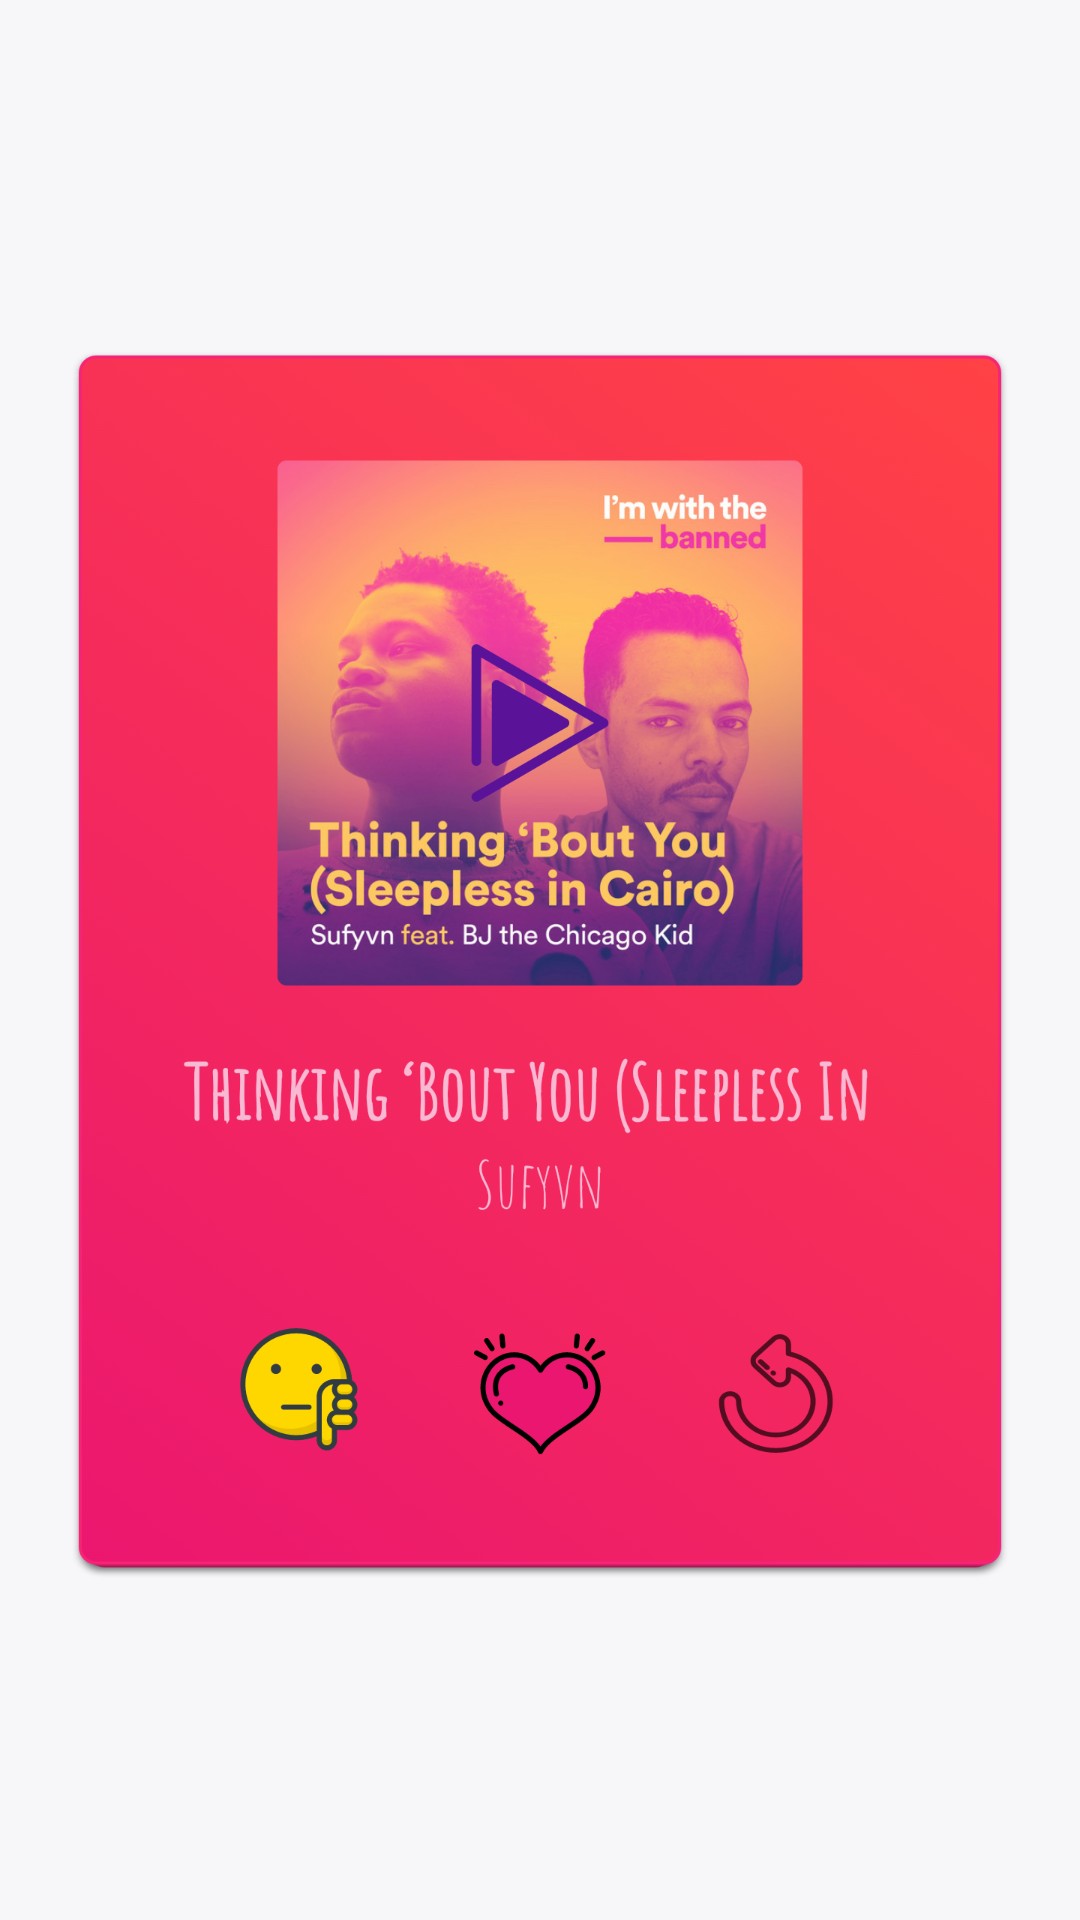 I’m with the
banned
Thinking ‘Bout You
(Sleepless in Cairo)
Sufyvn feat. BJ the Chicago Kid
Thinking ‘Bout You (Sleepless In
Sufyvn